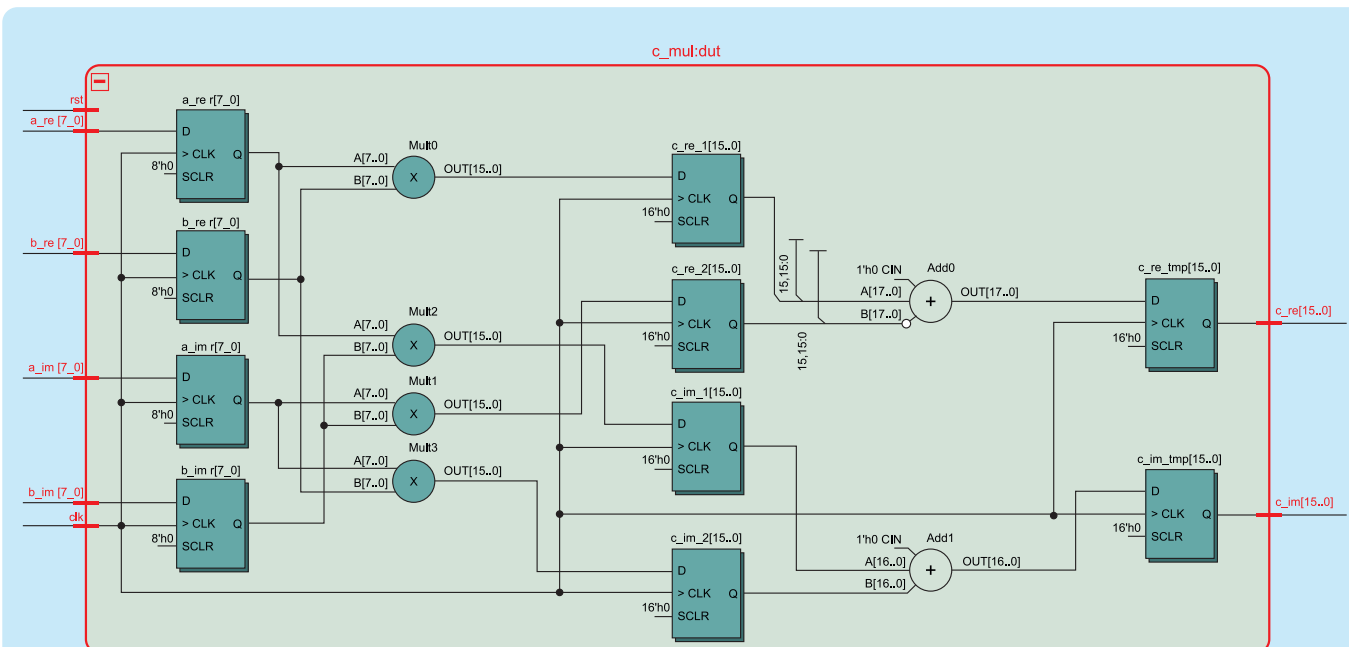 c_mul:dut
rst
a_re [7_0]
b_re [7_0]
a_im [7_0]
b_im [7_0]
clk
a_re r[7_0]
D
> CLK Q
8'h0 SCLR
b_re r[7_0]
D
> CLK Q
8'h0 SCLR
a_im r[7_0]
D
> CLK Q
8'h0 SCLR
b_im r[7_0]
D
> CLK Q
8'h0 SCLR
Mult0
A[7..0]
B[7..0]
X
OUT[15..0]
Mult2
A[7..0]
B[7..0]
X
OUT[15..0]
Mult1
A[7..0]
B[7..0]
X
OUT[15..0]
Mult3
A[7..0]
B[7..0]
X
OUT[15..0]
c_re_1[15..0]
D
> CLK Q
16'h0 SCLR
c_re_2[15..0]
D
> CLK Q
16'h0 SCLR
c_im_1[15..0]
D
> CLK Q
16'h0 SCLR
c_im_2[15..0]
D
> CLK Q
16'h0 SCLR
15,15:0
15,15:0
1'h0 CIN
Add0
A[17..0]
B[17..0]
+
OUT[17..0]
1'h0 CIN
Add1
A[16..0]
B[16..0]
+
OUT[16..0]
c_re_tmp[15..0]
D
> CLK Q
16'h0 SCLR
c_im_tmp[15..0]
D
> CLK Q
16'h0 SCLR
c_re[15..0]
c_im[15..0]